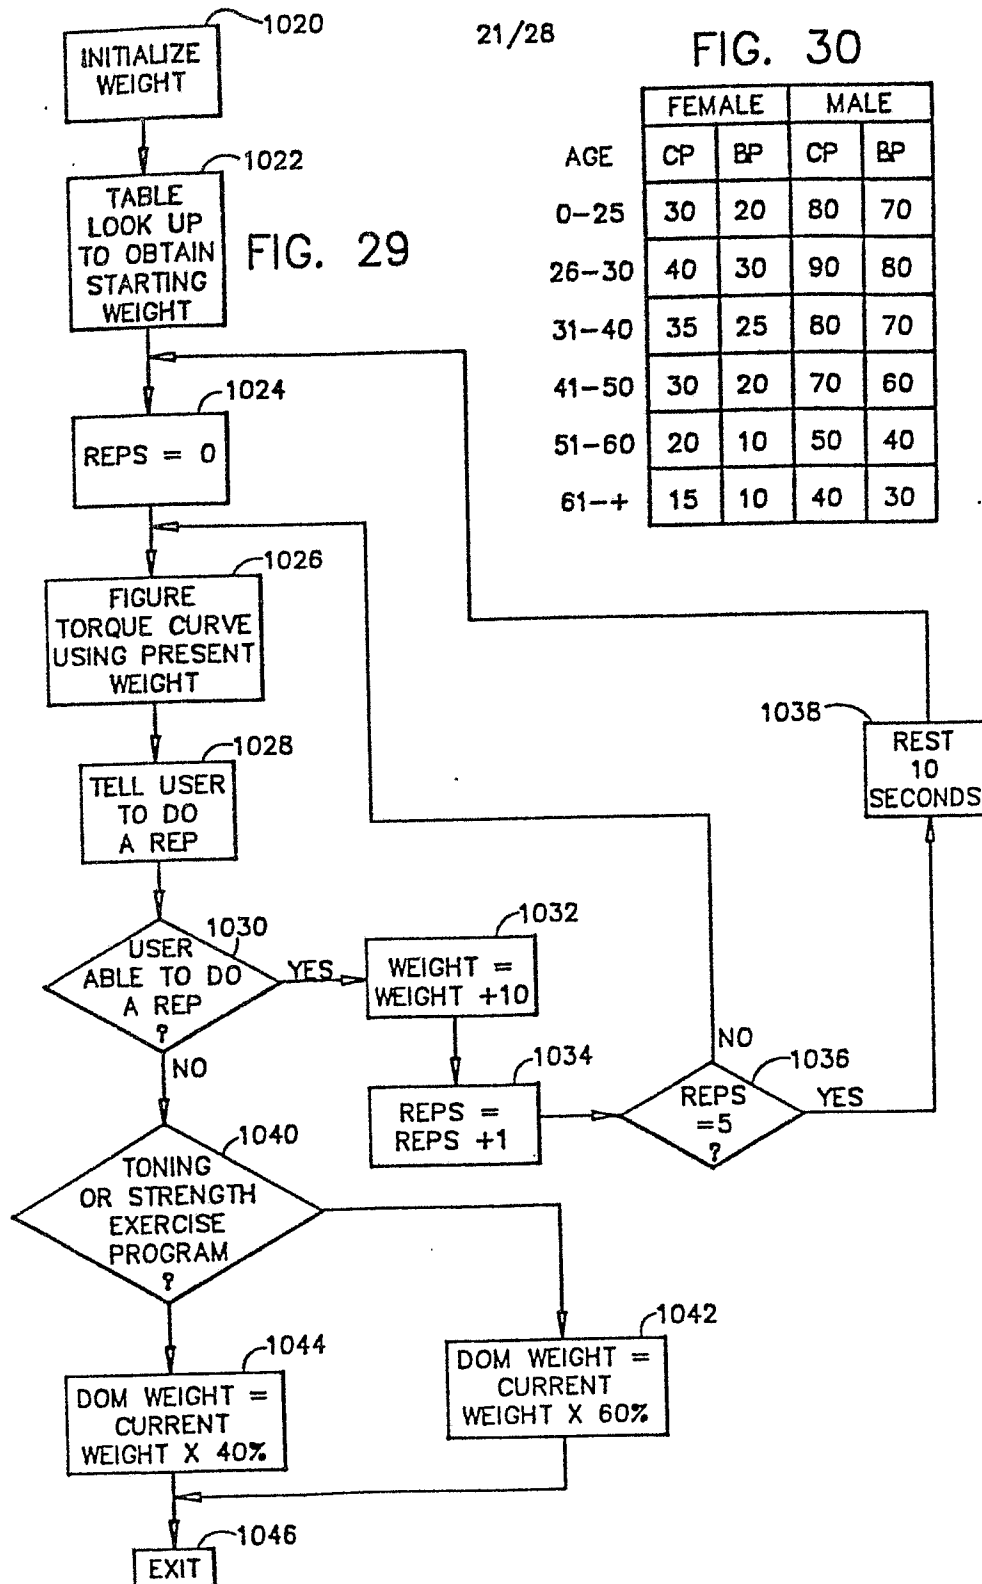 21/28
FIG. 30
FEMALE MALE
AGE CP BP CP BP
0-25 30 20 80 70
26-30 40 30 90 80
31-40 35 25 80 70
41-50 30 20 70 60
51-60 20 10 50 40
61-+ 15 10 40 30
FIG. 29
1020
INITIALIZE
WEIGHT
1022
TABLE
LOOK UP
TO OBTAIN
STARTING
WEIGHT
1024
REPS = 0
1026
FIGURE
TORQUE CURVE
USING PRESENT
WEIGHT
1028
TELL USER
TO DO
A REP
1030
USER
ABLE TO DO
A REP
?
YES
NO
1032
WEIGHT =
WEIGHT +10
1034
REPS =
REPS +1
1036
REPS
=5
?
NO
YES
1038
REST
10
SECONDS
1040
TONING
OR STRENGTH
EXERCISE
PROGRAM
?
1042
DOM WEIGHT =
CURRENT
WEIGHT X 60%
1044
DOM WEIGHT =
CURRENT
WEIGHT X 40%
1046
EXIT